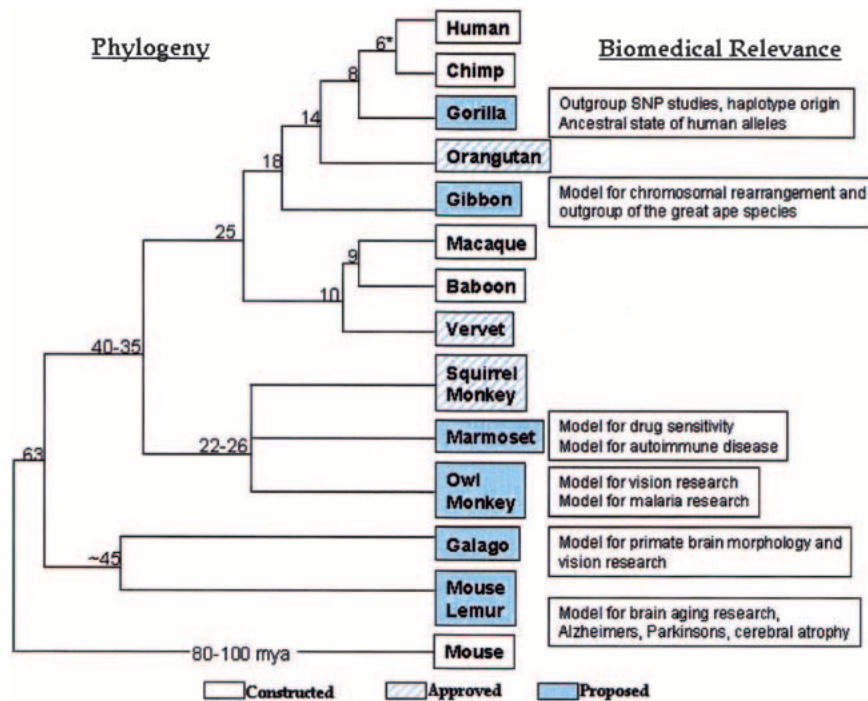 Phylogeny
Biomedical Relevance
Human
6*
Chimp
8
Gorilla
Outgroup SNP studies, haplotype origin
Ancestral state of human alleles
14
Orangutan
18
Gibbon
Model for chromosomal rearrangement and
outgroup of the great ape species
25
Macaque
9
Baboon
10
Vervet
40-35
Squirrel
Monkey
Marmoset
Model for drug sensitivity
Model for autoimmune disease
22-26
63
Owl
Monkey
Model for vision research
Model for malaria research
Galago
Model for primate brain morphology and
vision research
~45
Mouse
Lemur
Model for brain aging research,
Alzheimers, Parkinsons, cerebral atrophy
80-100 mya
Mouse
Constructed
Approved
Proposed